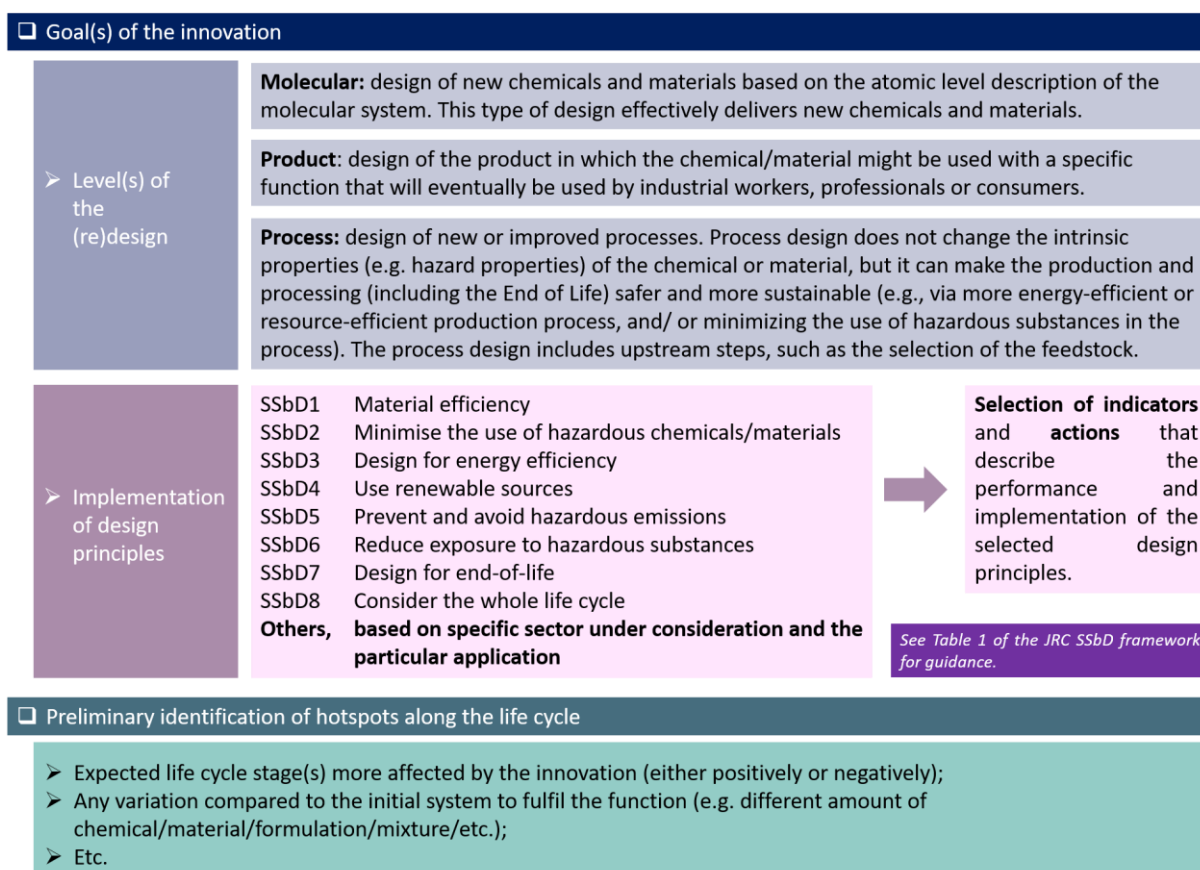 ❑ Goal(s) of the innovation
➢ Level(s) of
the
(re)design
Molecular: design of new chemicals and materials based on the atomic level description of the
molecular system. This type of design effectively delivers new chemicals and materials.
Product: design of the product in which the chemical/material might be used with a specific
function that will eventually be used by industrial workers, professionals or consumers.
Process: design of new or improved processes. Process design does not change the intrinsic
properties (e.g. hazard properties) of the chemical or material, but it can make the production and
processing (including the End of Life) safer and more sustainable (e.g., via more energy-efficient or
resource-efficient production process, and/ or minimizing the use of hazardous substances in the
process). The process design includes upstream steps, such as the selection of the feedstock.
➢ Implementation
of design
principles
SSbD1 Material efficiency
SSbD2 Minimise the use of hazardous chemicals/materials
SSbD3 Design for energy efficiency
SSbD4 Use renewable sources
SSbD5 Prevent and avoid hazardous emissions
SSbD6 Reduce exposure to hazardous substances
SSbD7 Design for end-of-life
SSbD8 Consider the whole life cycle
Others, based on specific sector under consideration and the
particular application
Selection of indicators
and actions that
describe the
performance and
implementation of the
selected design
principles.
See Table 1 of the JRC SSbD framework
for guidance.
❑ Preliminary identification of hotspots along the life cycle
➢ Expected life cycle stage(s) more affected by the innovation (either positively or negatively);
➢ Any variation compared to the initial system to fulfil the function (e.g. different amount of
chemical/material/formulation/mixture/etc.);
➢ Etc.